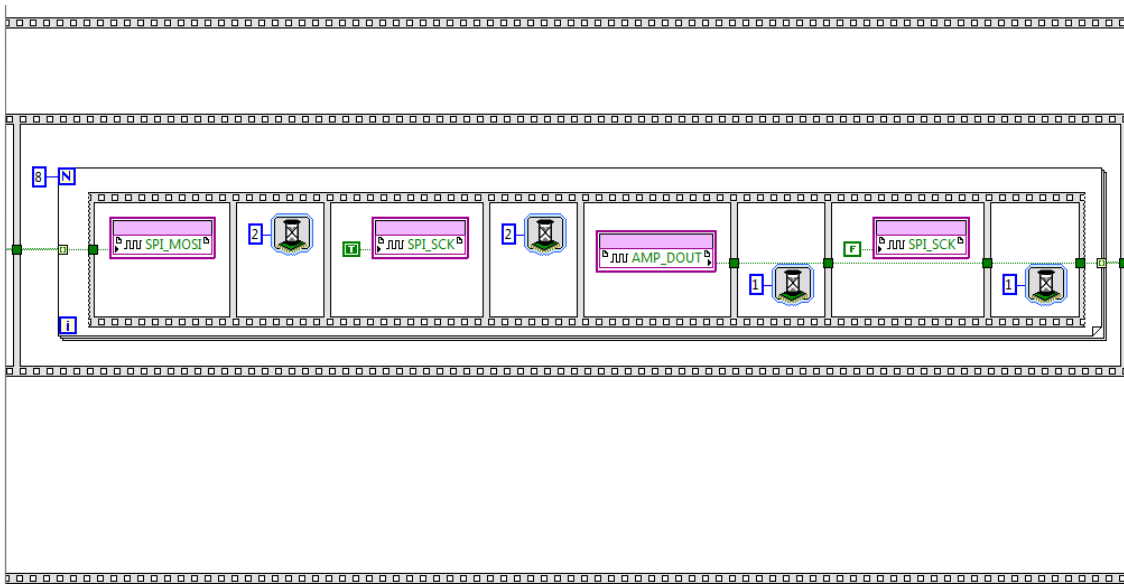 8 N
2 2
SPI_MOSI T SPI_SCK F SPI_SCK
AMP_DOUT
1 1
i